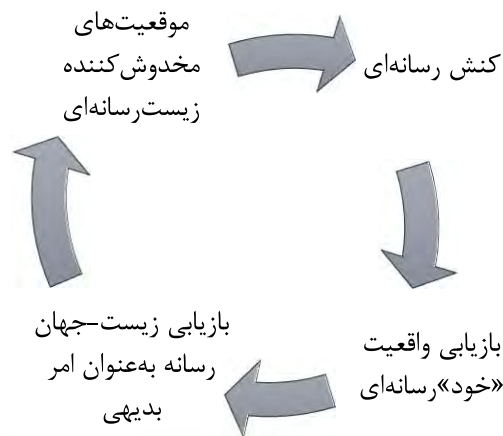 موقعیت‌های
مخدوش‌کننده
زیست‌رسانه‌ای
کنش رسانه‌ای
بازیابی واقعیت
«خود»رسانه‌ای
بازیابی زیست-جهان
رسانه به‌عنوان امر
بدیهی